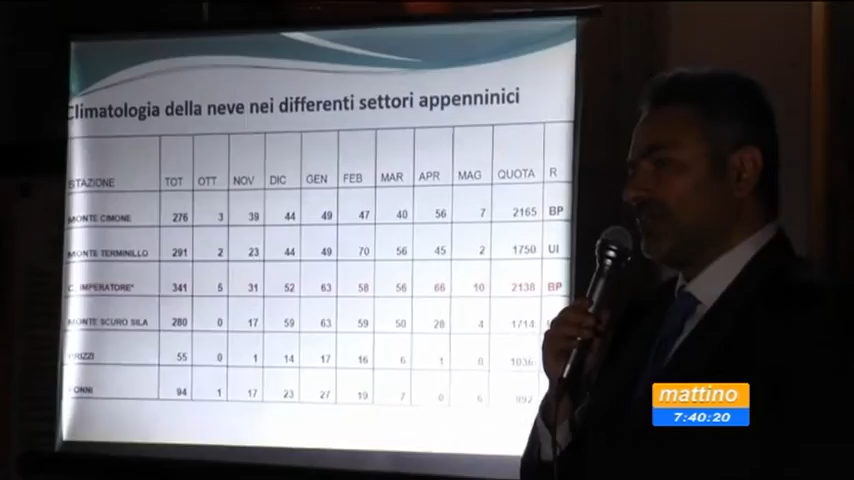 Climatologia della neve nei differenti settori appenninici
STAZIONE TOT OTT NOV DIC GEN FEB MAR APR MAG QUOTA R
MONTE CIMONE 276 3 39 44 49 47 40 56 7 2165 BP
MONTE TERMINILLO 291 2 23 44 49 70 56 45 2 1750 UI
C. IMPERATORE* 341 5 31 52 63 58 56 66 10 2138 BP
MONTE SCURO SILA 280 0 17 59 63 59 50 28 4 1714
55 0 1 14 17 16 6 1 0 1036
94 1 17 23 27 19 7 0 6 992
mattino
7:40:20